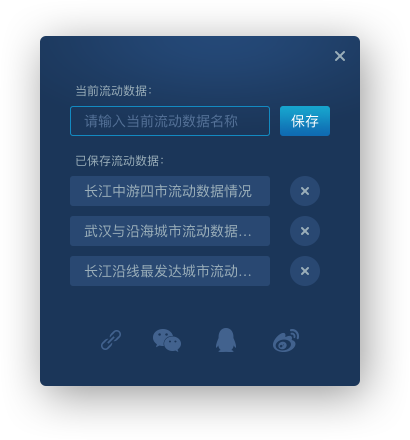 当前流动数据：
请输入当前流动数据名称
保存
已保存流动数据：
长江中游四市流动数据情况
武汉与沿海城市流动数据...
长江沿线最发达城市流动...